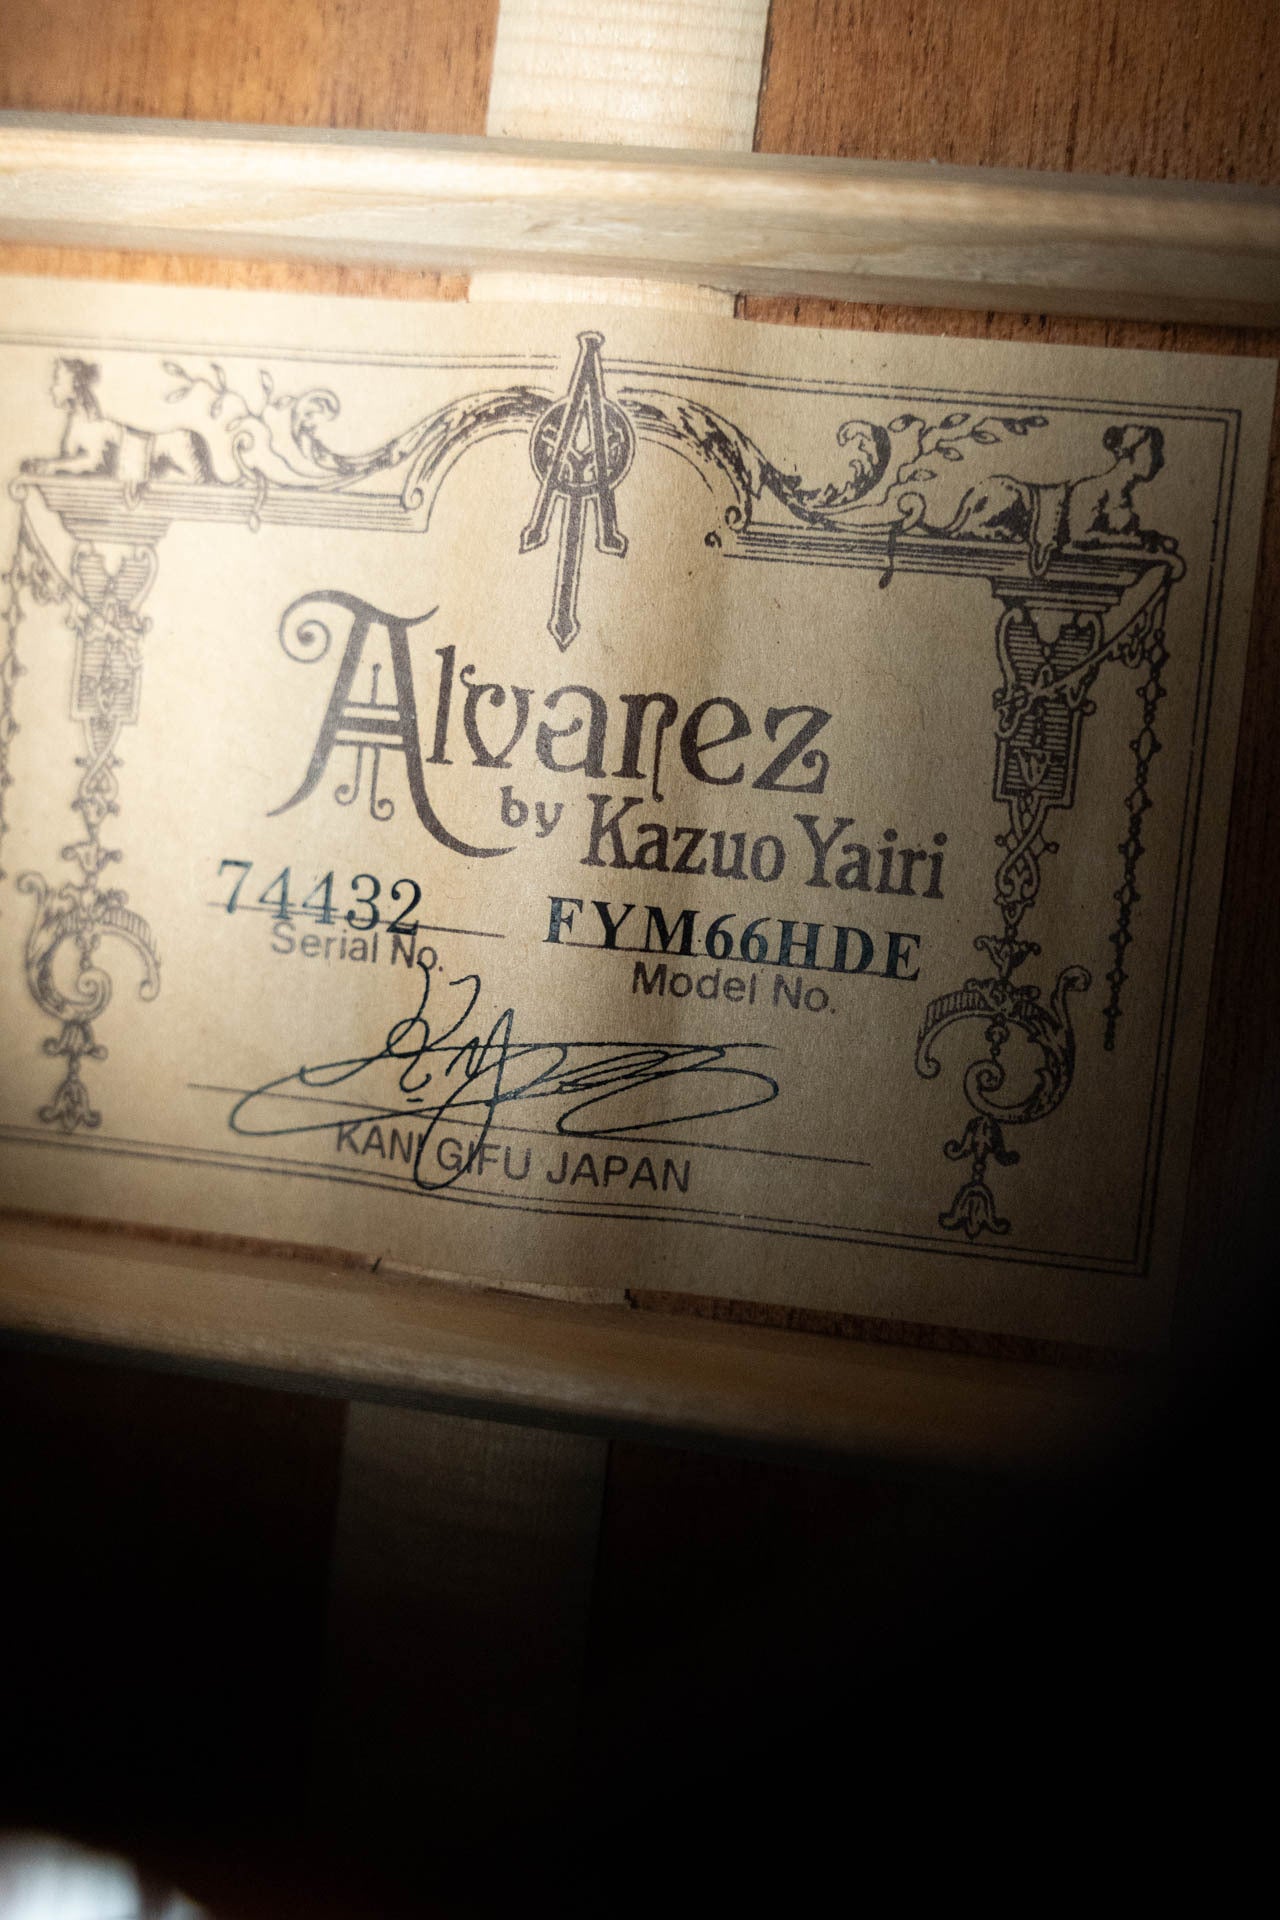 Alvarez
by Kazuo Yairi
74432 FYM66HDE
Serial No. Model No.
KANI GIFU JAPAN